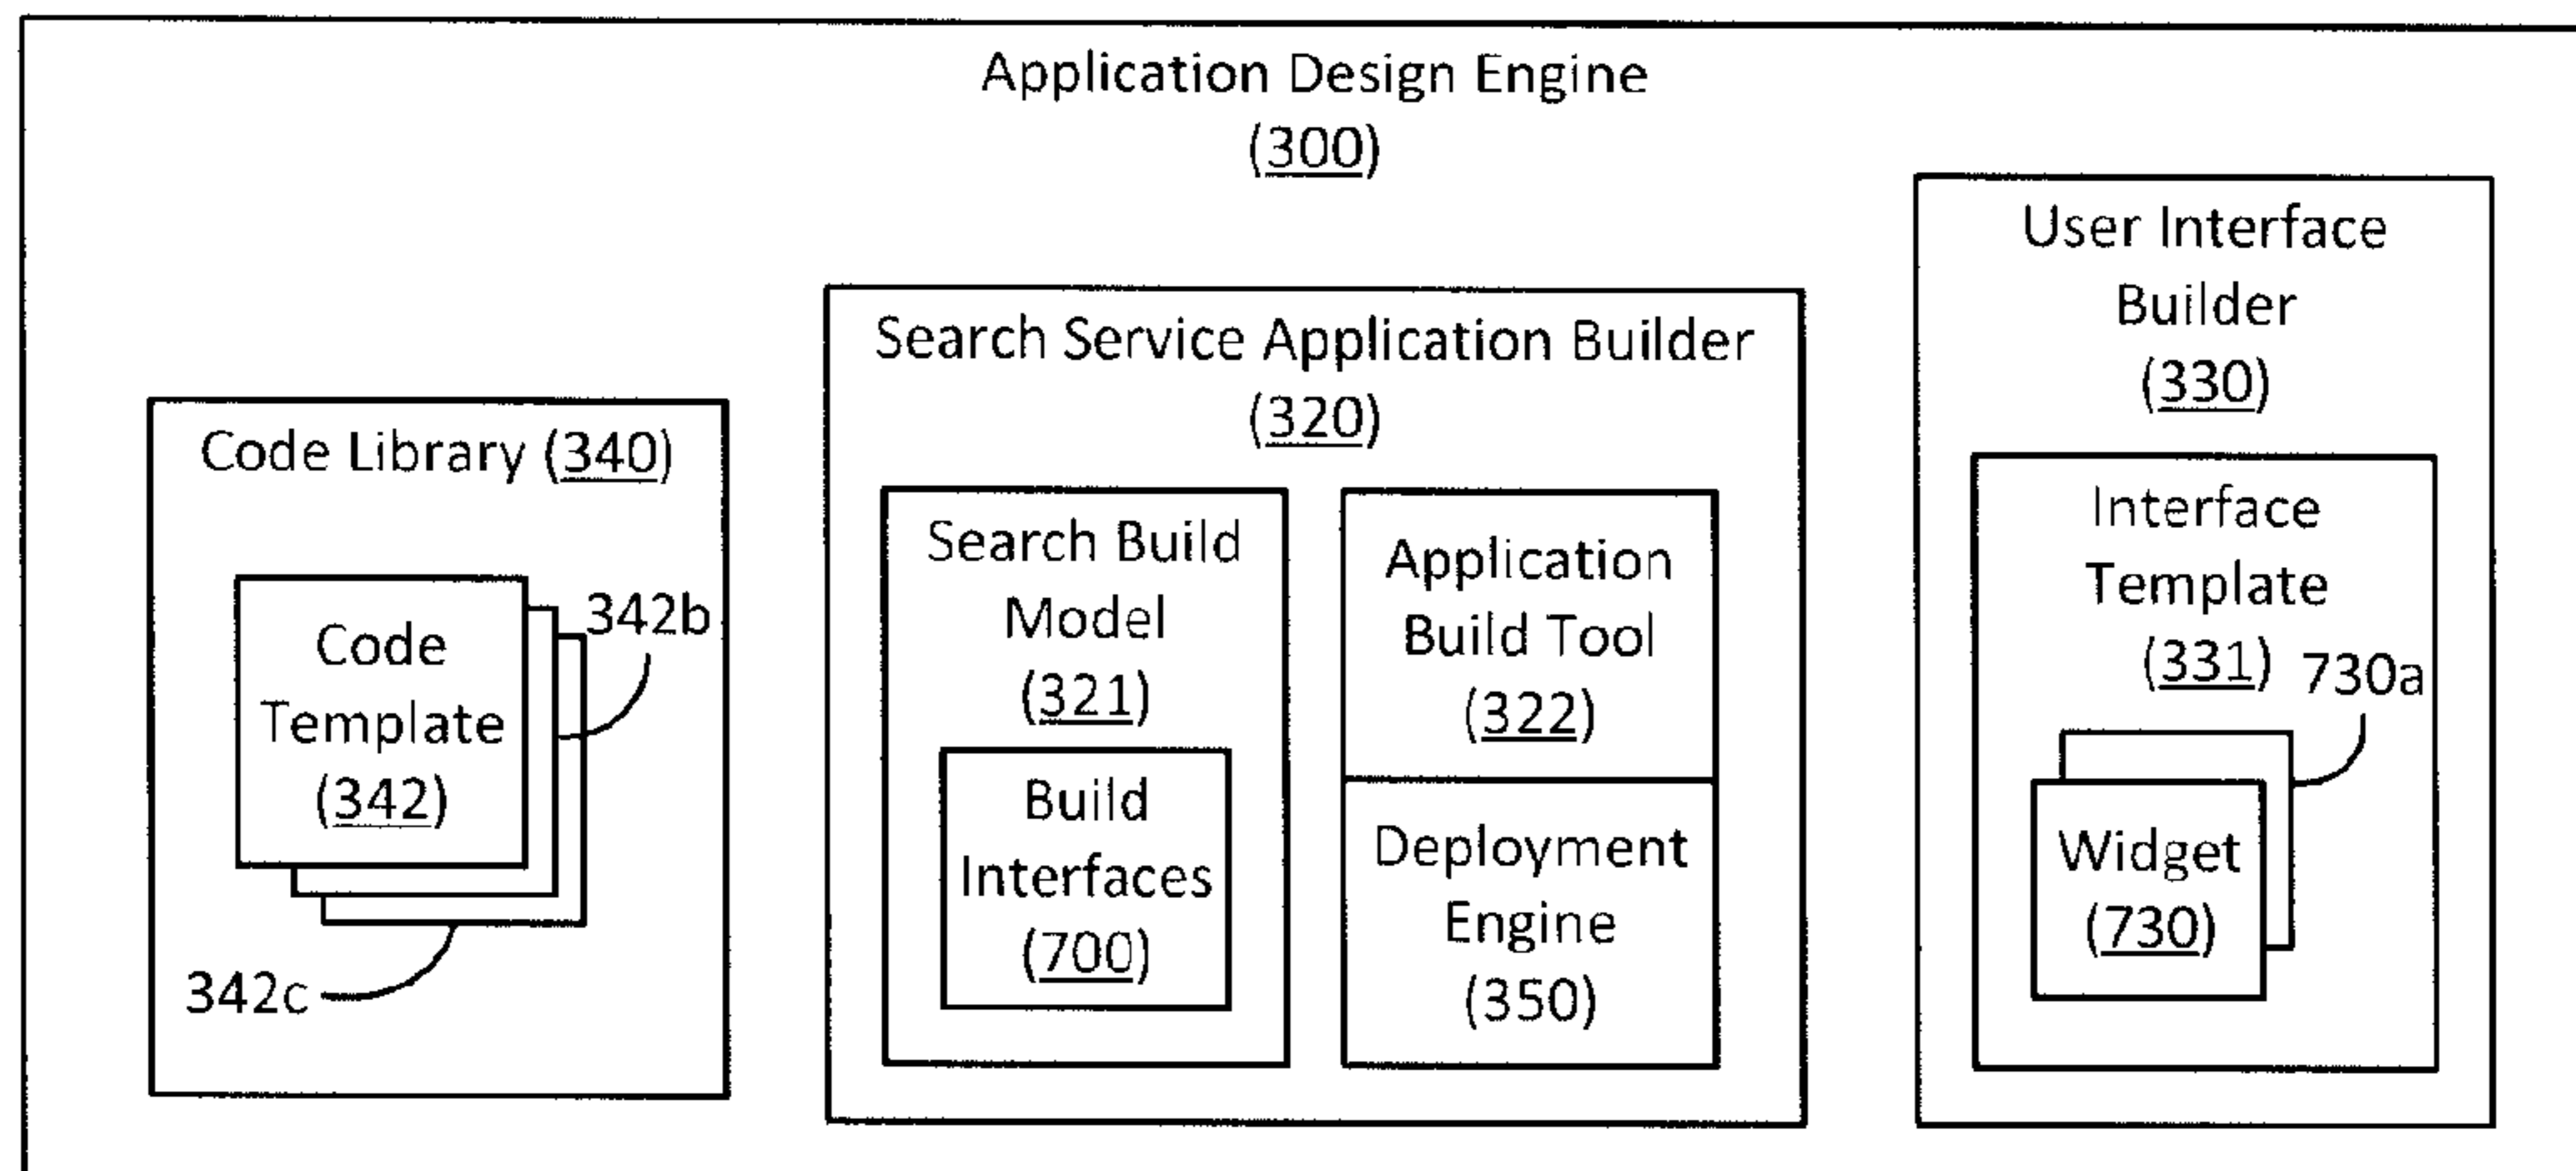 Application Design Engine
(300)
Code Library (340)
Code
Template
(342)
342b
342c
Search Service Application Builder
(320)
Search Build
Model
(321)
Build
Interfaces
(700)
Application
Build Tool
(322)
Deployment
Engine
(350)
User Interface
Builder
(330)
Interface
Template
(331)
730a
Widget
(730)